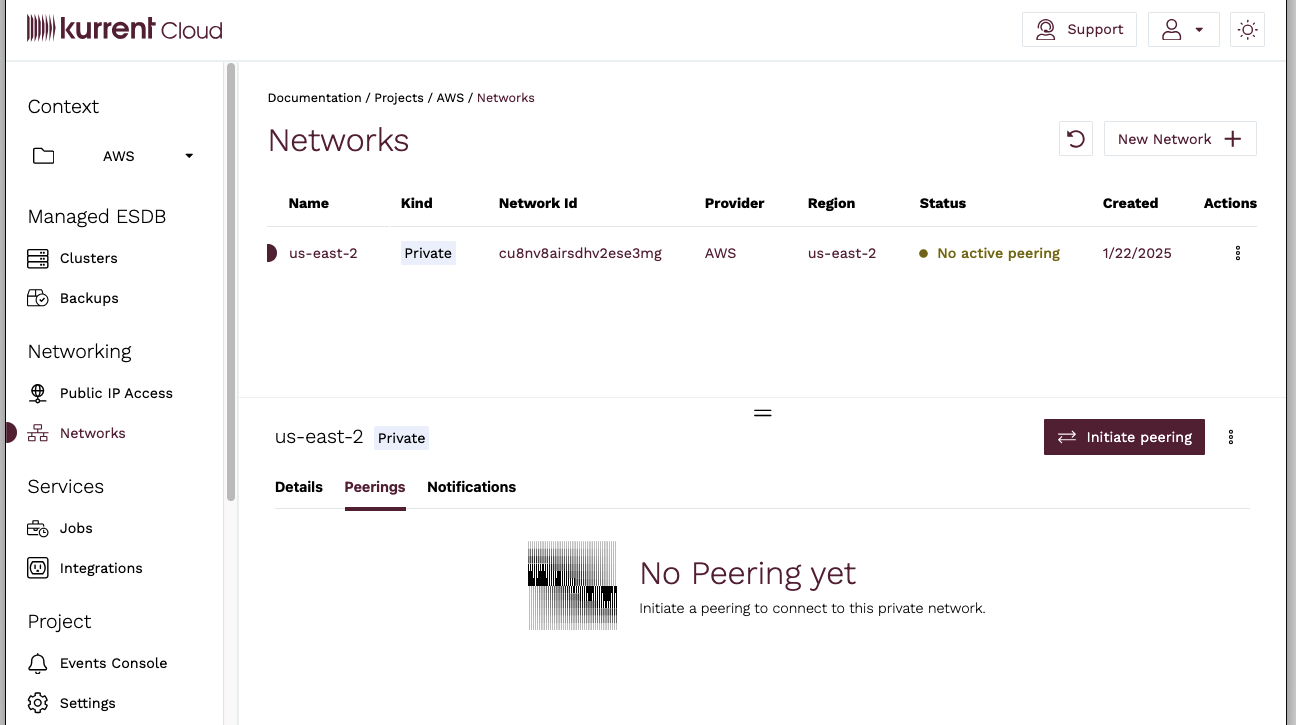 kurrent Cloud
Support
Context
AWS
Managed ESDB
Clusters
Backups
Networking
Public IP Access
Networks
Services
Jobs
Integrations
Project
Events Console
Settings
Documentation / Projects / AWS / Networks
Networks
New Network
Name Kind Network Id Provider Region Status Created Actions
us-east-2 Private cu8nv8airsdhv2ese3mg AWS us-east-2 No active peering 1/22/2025
us-east-2 Private
Initiate peering
Details Peerings Notifications
No Peering yet
Initiate a peering to connect to this private network.